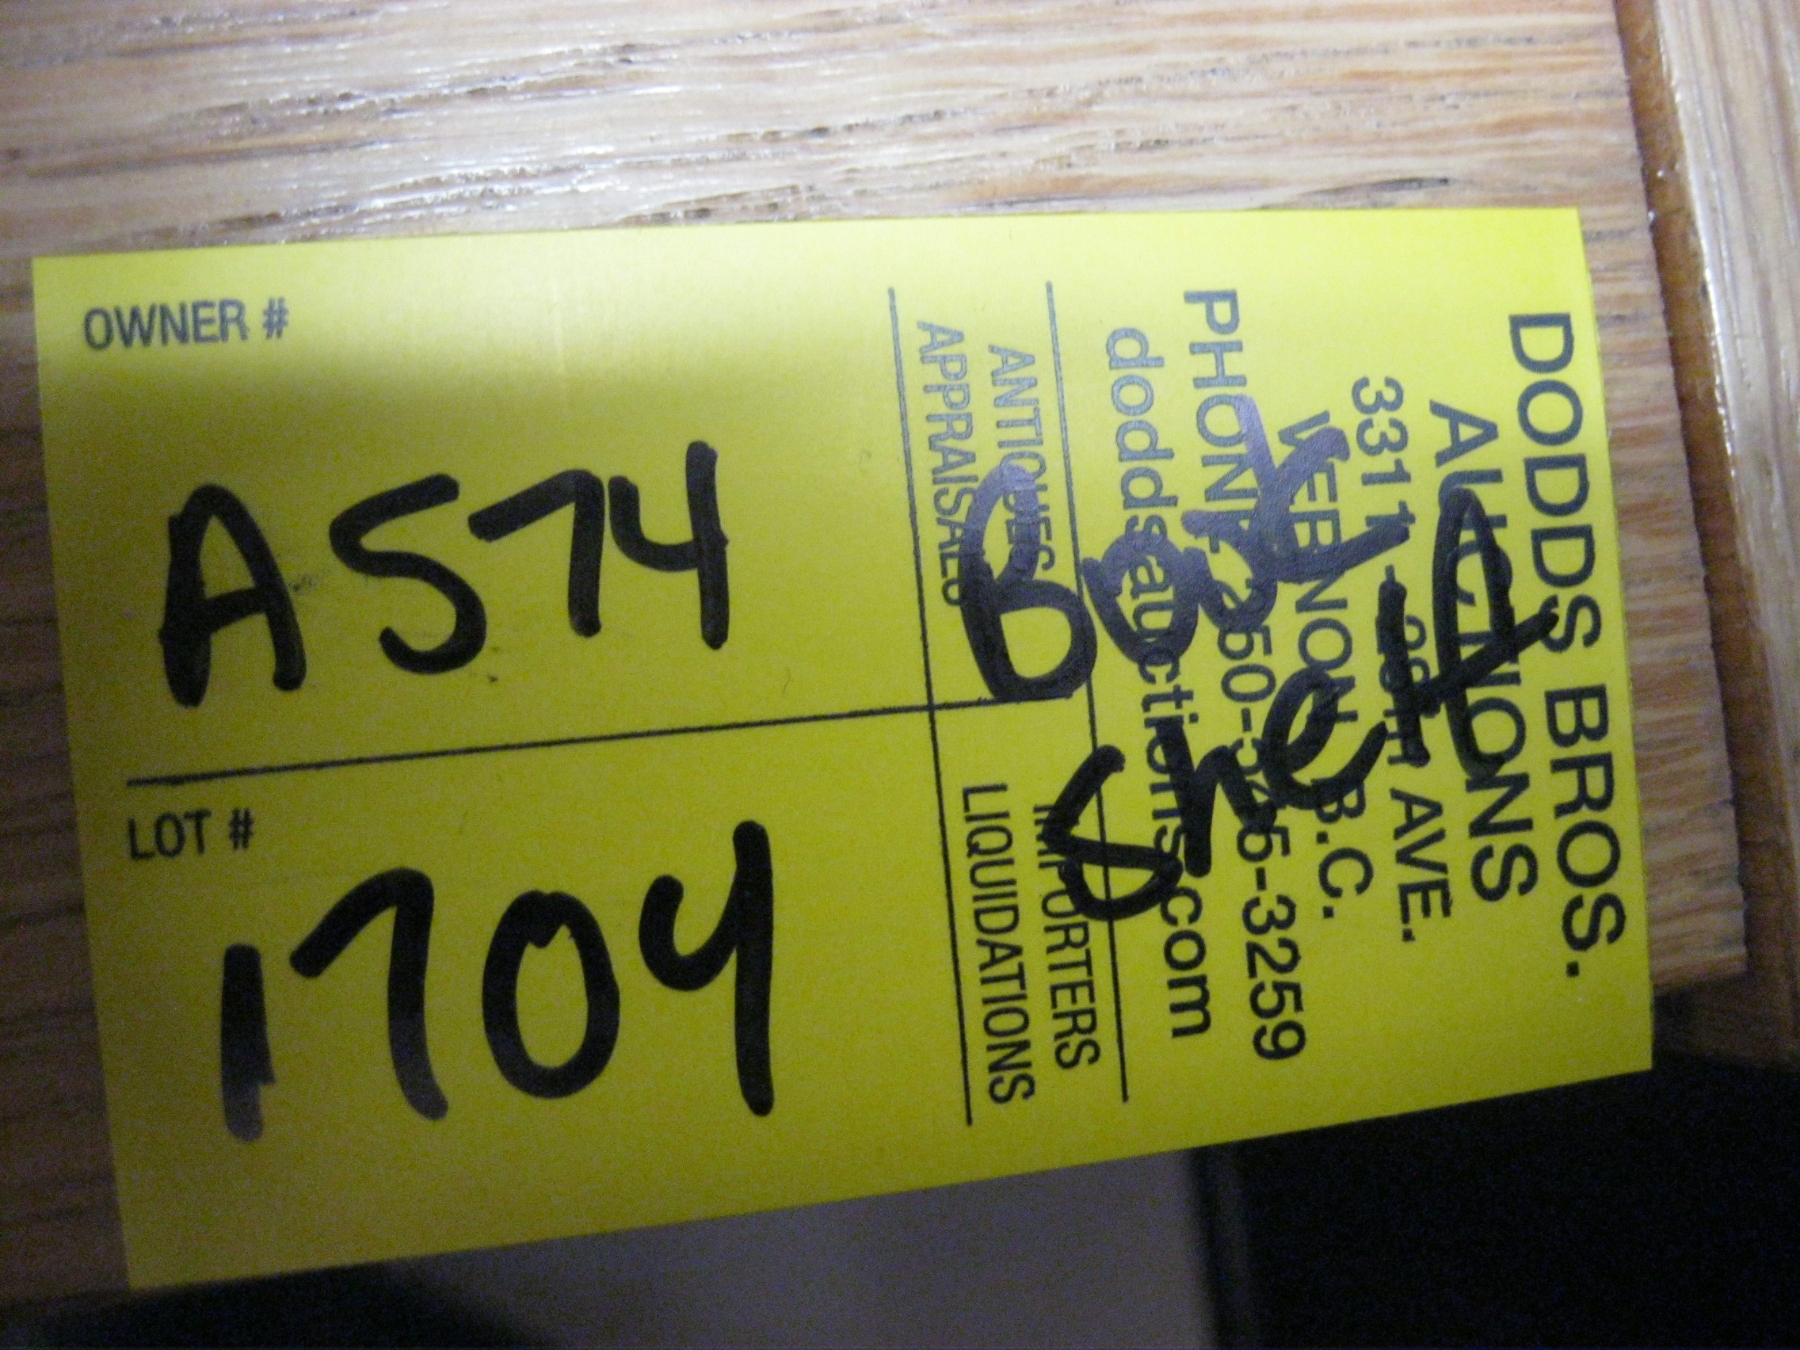 DODDS BROS.
AUCTIONS
3311 - 28TH AVE.
VERNON, B.C.
PHONE 250-545-3259
doddsauctions.com
ANTIQUES IMPORTERS
APPRAISALS LIQUIDATIONS
Book
Shelf
OWNER #
A574
LOT #
1704